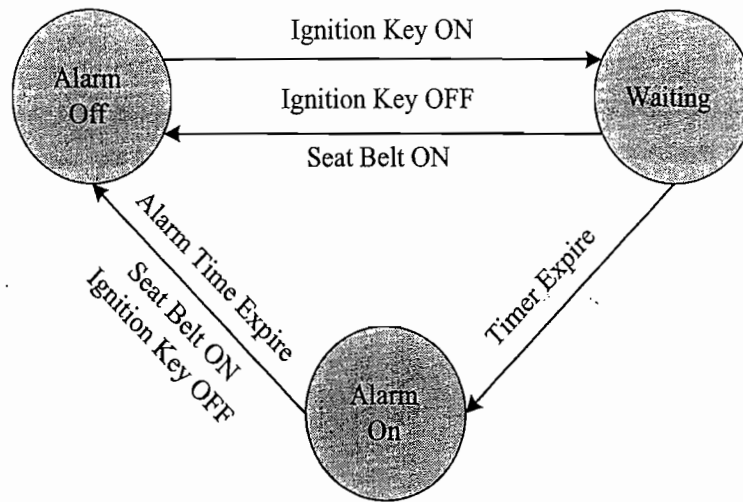 Ignition Key ON
Alarm
Off
Ignition Key OFF
Waiting
Seat Belt ON
Alarm Time Expire
Seat Belt ON
Ignition Key OFF
Timer Expire
Alarm
On